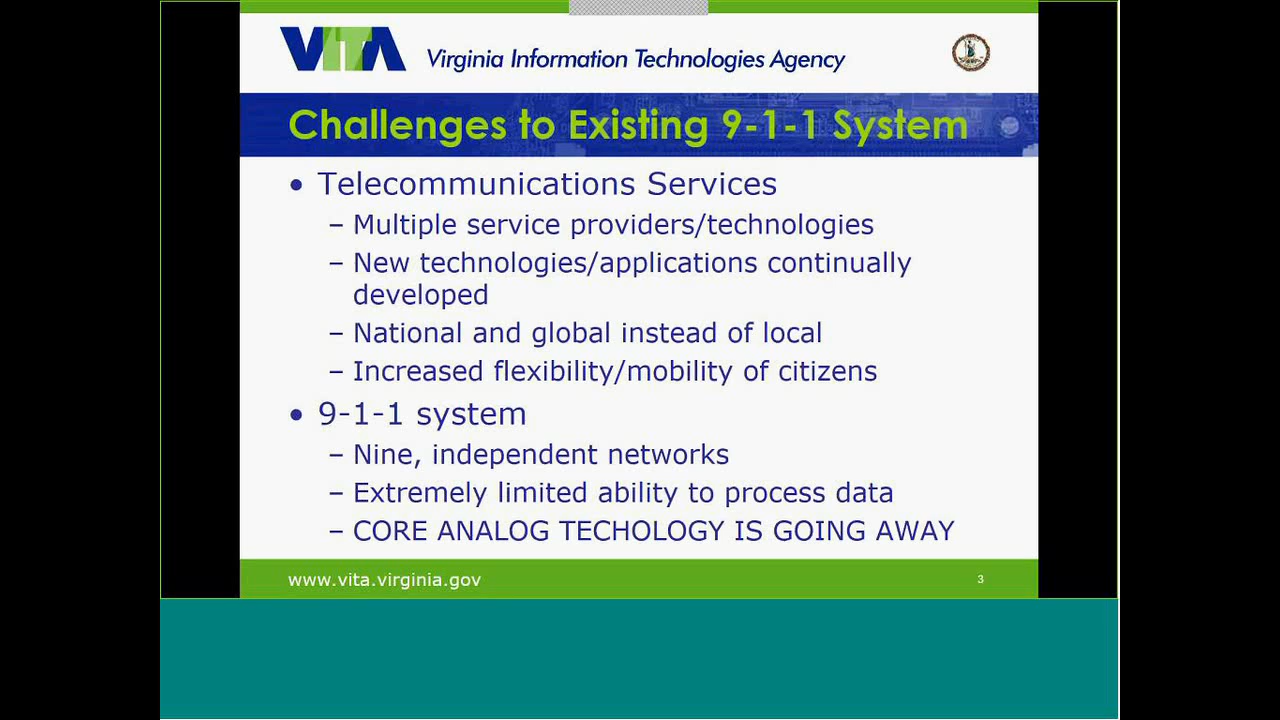 VITA
Virginia Information Technologies Agency
Challenges to Existing 9-1-1 System
• Telecommunications Services
– Multiple service providers/technologies
– New technologies/applications continually
developed
– National and global instead of local
– Increased flexibility/mobility of citizens
• 9-1-1 system
– Nine, independent networks
– Extremely limited ability to process data
– CORE ANALOG TECHOLOGY IS GOING AWAY
www.vita.virginia.gov
3